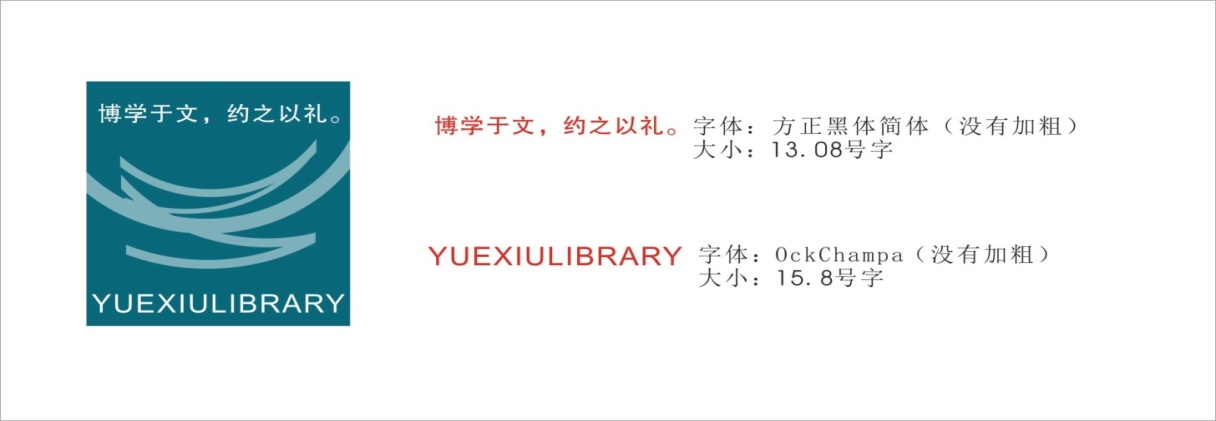 博学于文，约之以礼。
YUEXIULIBRARY
博学于文，约之以礼。字体：方正黑体简体（没有加粗）
大小：13.08号字
YUEXIULIBRARY 字体：OckChampa（没有加粗）
大小：15.8号字